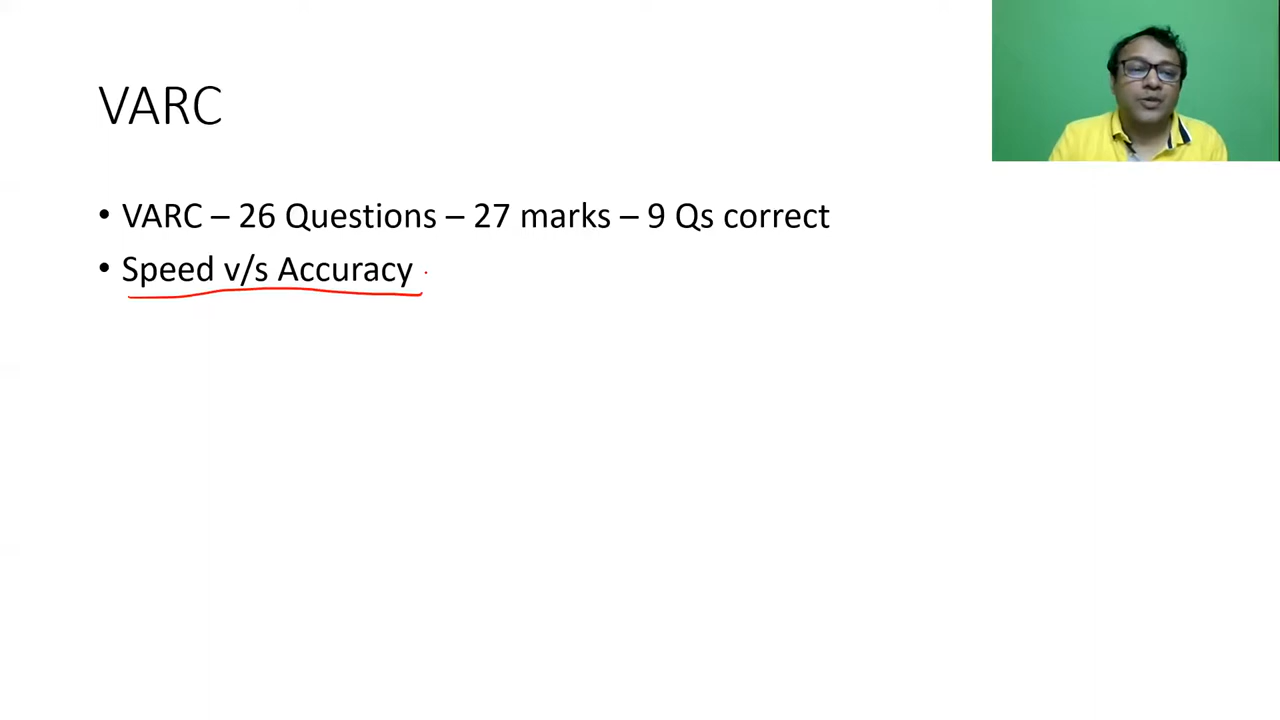 VARC
• VARC – 26 Questions – 27 marks – 9 Qs correct
• Speed v/s Accuracy